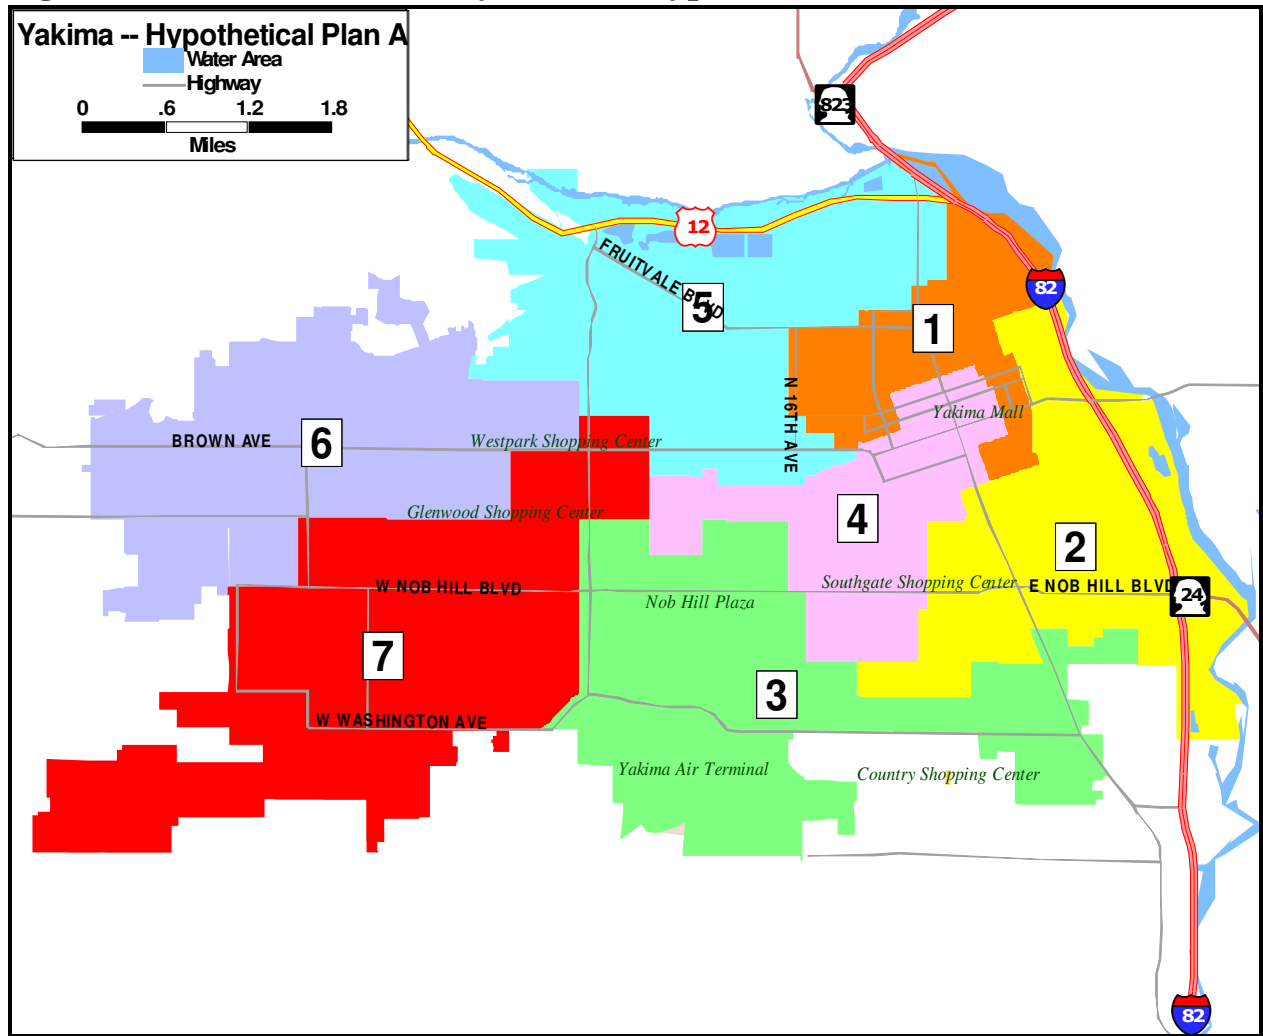 Yakima -- Hypothetical Plan A
Water Area
Highway
0 .6 1.2 1.8
Miles
823
12
FRUITVALE BLVD
82
5
1
N 16TH AVE
Yakima Mall
BROWN AVE
6
Westpark Shopping Center
Glenwood Shopping Center
4
2
W NOB HILL BLVD
Southgate Shopping Center
E NOB HILL BLVD
24
Nob Hill Plaza
7
3
W WASHINGTON AVE
Yakima Air Terminal
Country Shopping Center
82